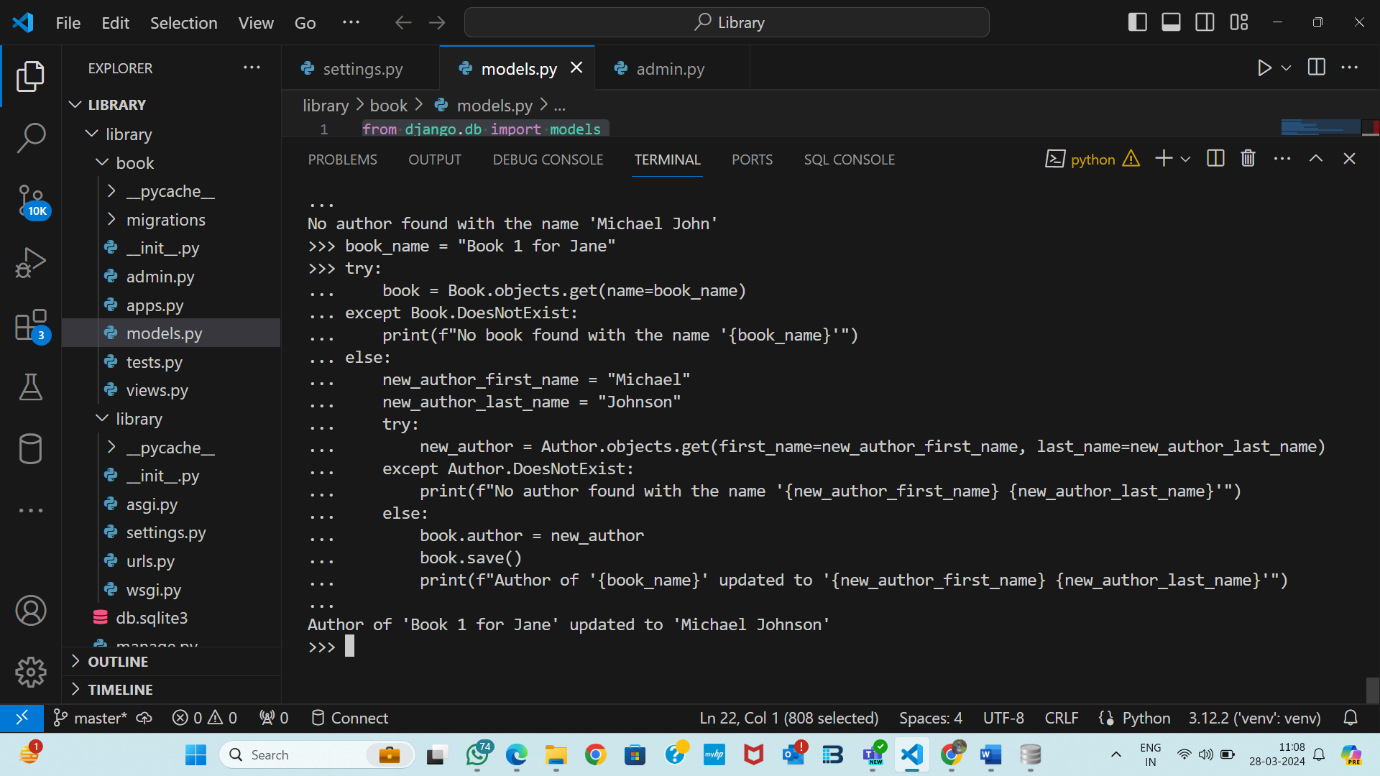 File Edit Selection View Go ... Library
EXPLORER ...
settings.py models.py admin.py
LIBRARY
library > book > models.py > ...
library
1 from django.db import models
book
PROBLEMS OUTPUT DEBUG CONSOLE TERMINAL PORTS SQL CONSOLE python
__pycache__
migrations
__init__.py
admin.py
apps.py
models.py
tests.py
views.py
library
__pycache__
__init__.py
asgi.py
settings.py
urls.py
wsgi.py
db.sqlite3
manage.py
OUTLINE
TIMELINE
10K
3
...
No author found with the name 'Michael John'
>>> book_name = "Book 1 for Jane"
>>> try:
...     book = Book.objects.get(name=book_name)
... except Book.DoesNotExist:
...     print(f"No book found with the name '{book_name}'")
... else:
...     new_author_first_name = "Michael"
...     new_author_last_name = "Johnson"
...     try:
...         new_author = Author.objects.get(first_name=new_author_first_name, last_name=new_author_last_name)
...     except Author.DoesNotExist:
...         print(f"No author found with the name '{new_author_first_name} {new_author_last_name}'")
...     else:
...         book.author = new_author
...         book.save()
...         print(f"Author of '{book_name}' updated to '{new_author_first_name} {new_author_last_name}'")
...
Author of 'Book 1 for Jane' updated to 'Michael Johnson'
>>>
master* 0 0 0 Connect Ln 22, Col 1 (808 selected) Spaces: 4 UTF-8 CRLF Python 3.12.2 ('venv': venv)
1 Search 74 myhp NEW ENG IN 11:08 28-03-2024 PRE